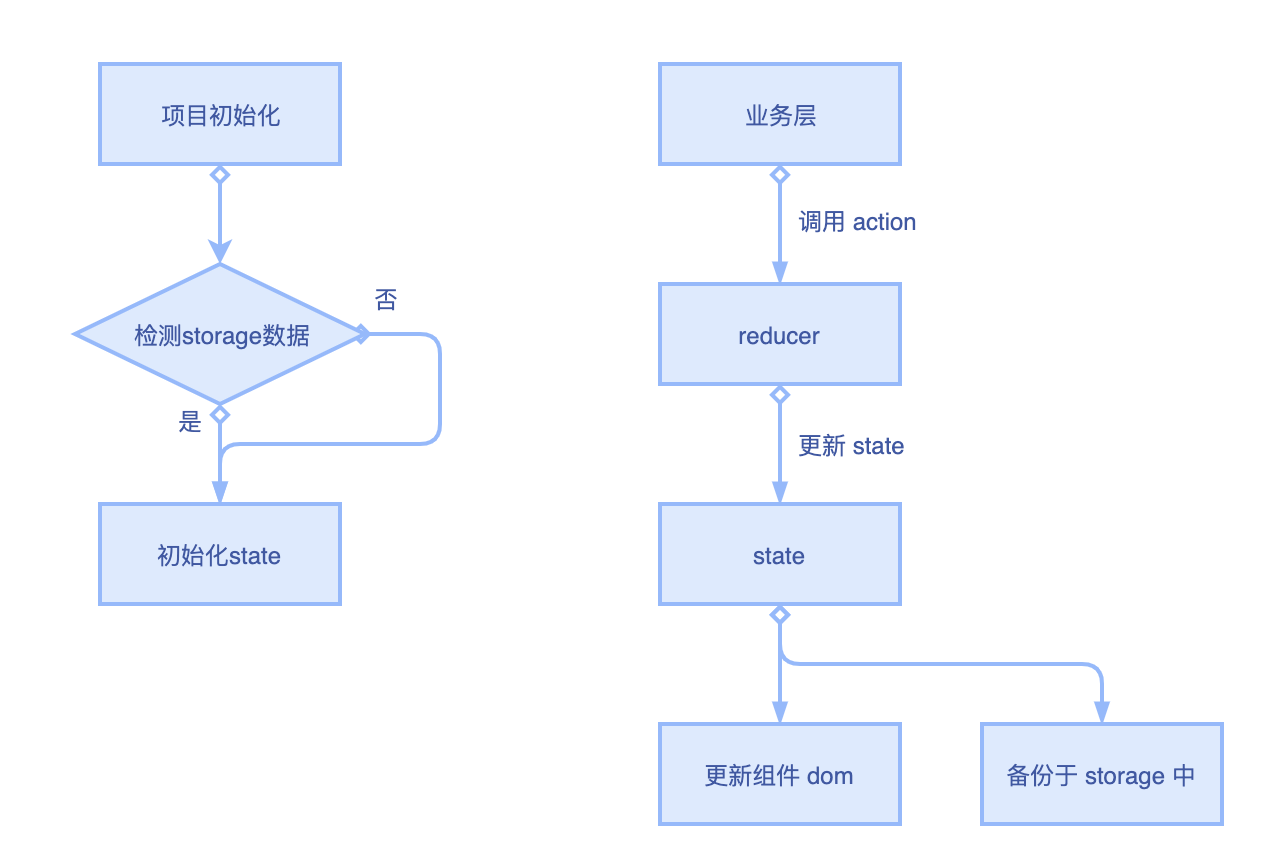 项目初始化
检测storage数据
否
是
初始化state
业务层
调用 action
reducer
更新 state
state
更新组件 dom
备份于 storage 中